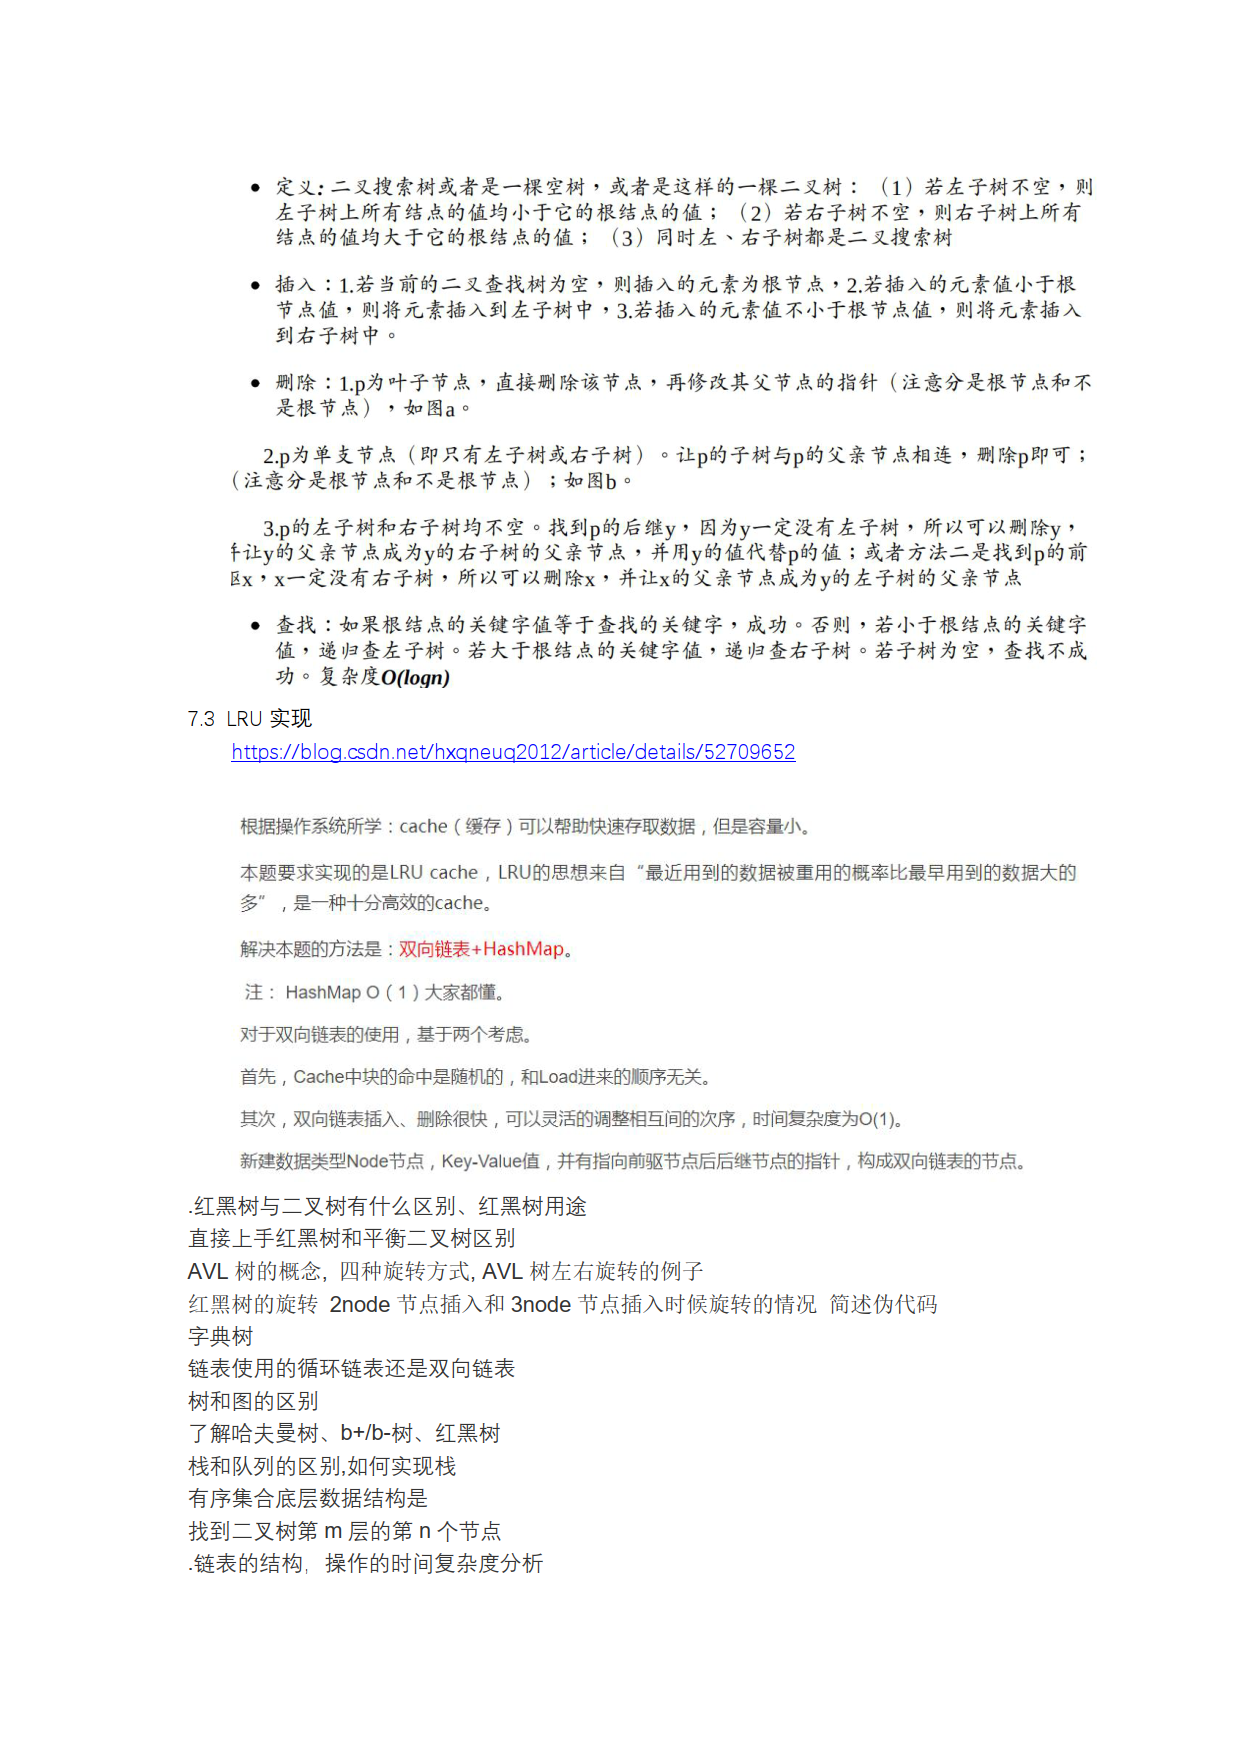 • 定义: 二叉搜索树或者是一棵空树，或者是这样的一棵二叉树：（1）若左子树不空，则
左子树上所有结点的值均小于它的根结点的值；（2）若右子树不空，则右子树上所有
结点的值均大于它的根结点的值；（3）同时左、右子树都是二叉搜索树
• 插入：1.若当前的二叉查找树为空，则插入的元素为根节点，2.若插入的元素值小于根
节点值，则将元素插入到左子树中，3.若插入的元素值不小于根节点值，则将元素插入
到右子树中。
• 删除：1.p为叶子节点，直接删除该节点，再修改其父节点的指针（注意分是根节点和不
是根节点），如图a。
2.p为单支节点（即只有左子树或右子树）。让p的子树与p的父亲节点相连，删除p即可；
（注意分是根节点和不是根节点）；如图b。
3.p的左子树和右子树均不空。找到p的后继y，因为y一定没有左子树，所以可以删除y，
让y的父亲节点成为y的右子树的父亲节点，并用y的值代替p的值；或者方法二是找到p的前
x，x一定没有右子树，所以可以删除x，并让x的父亲节点成为y的左子树的父亲节点
• 查找：如果根结点的关键字值等于查找的关键字，成功。否则，若小于根结点的关键字
值，递归查左子树。若大于根结点的关键字值，递归查右子树。若子树为空，查找不成
功。复杂度O(logn)
7.3 LRU 实现
https://blog.csdn.net/hxqneuq2012/article/details/52709652
根据操作系统所学：cache（缓存）可以帮助快速存取数据，但是容量小。
本题要求实现的是LRU cache，LRU的思想来自“最近用到的数据被重用的概率比最早用到的数据大的
多”，是一种十分高效的cache。
解决本题的方法是：双向链表+HashMap。
注： HashMap O（1）大家都懂。
对于双向链表的使用，基于两个考虑。
首先，Cache中块的命中是随机的，和Load进来的顺序无关。
其次，双向链表插入、删除很快，可以灵活的调整相互间的次序，时间复杂度为O(1)。
新建数据类型Node节点，Key-Value值，并有指向前驱节点后后继节点的指针，构成双向链表的节点。
.红黑树与二叉树有什么区别、红黑树用途
直接上手红黑树和平衡二叉树区别
AVL 树的概念, 四种旋转方式, AVL 树左右旋转的例子
红黑树的旋转 2node 节点插入和 3node 节点插入时候旋转的情况 简述伪代码
字典树
链表使用的循环链表还是双向链表
树和图的区别
了解哈夫曼树、b+/b-树、红黑树
栈和队列的区别,如何实现栈
有序集合底层数据结构是
找到二叉树第 m 层的第 n 个节点
.链表的结构, 操作的时间复杂度分析